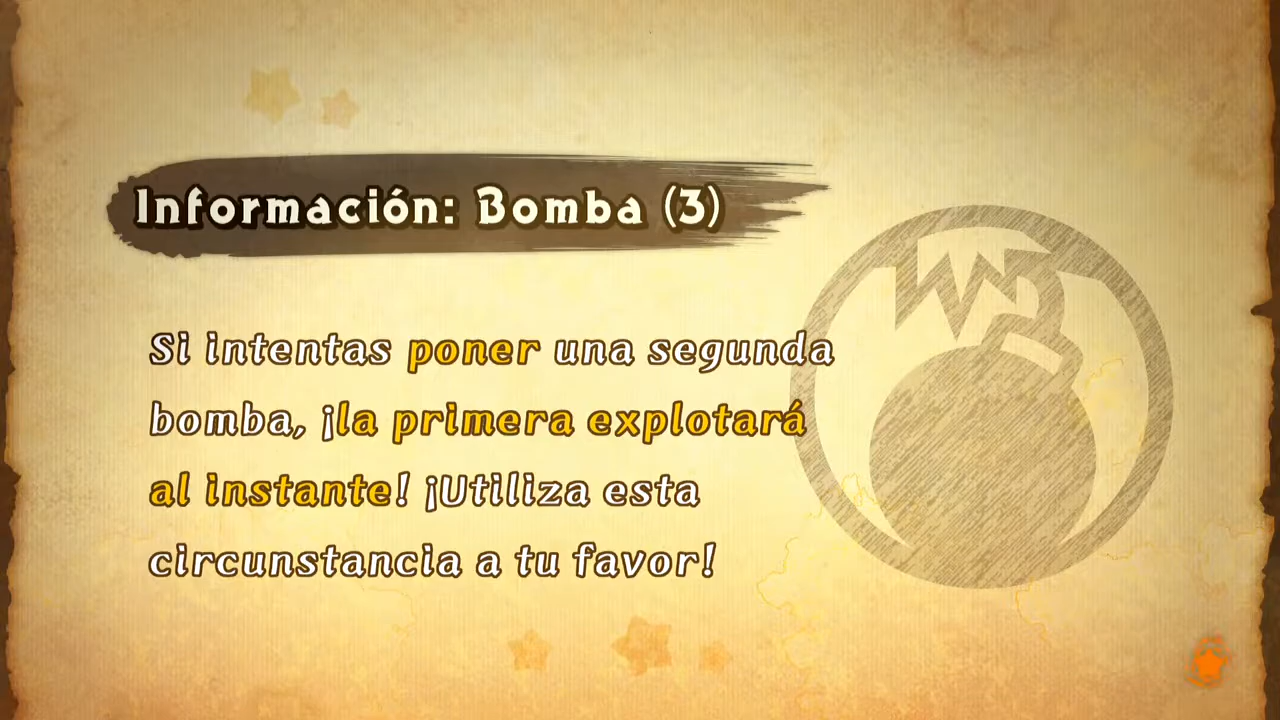 Información: Bomba (3)
Si intentas poner una segunda
bomba, ¡la primera explotará
al instante! ¡Utiliza esta
circunstancia a tu favor!